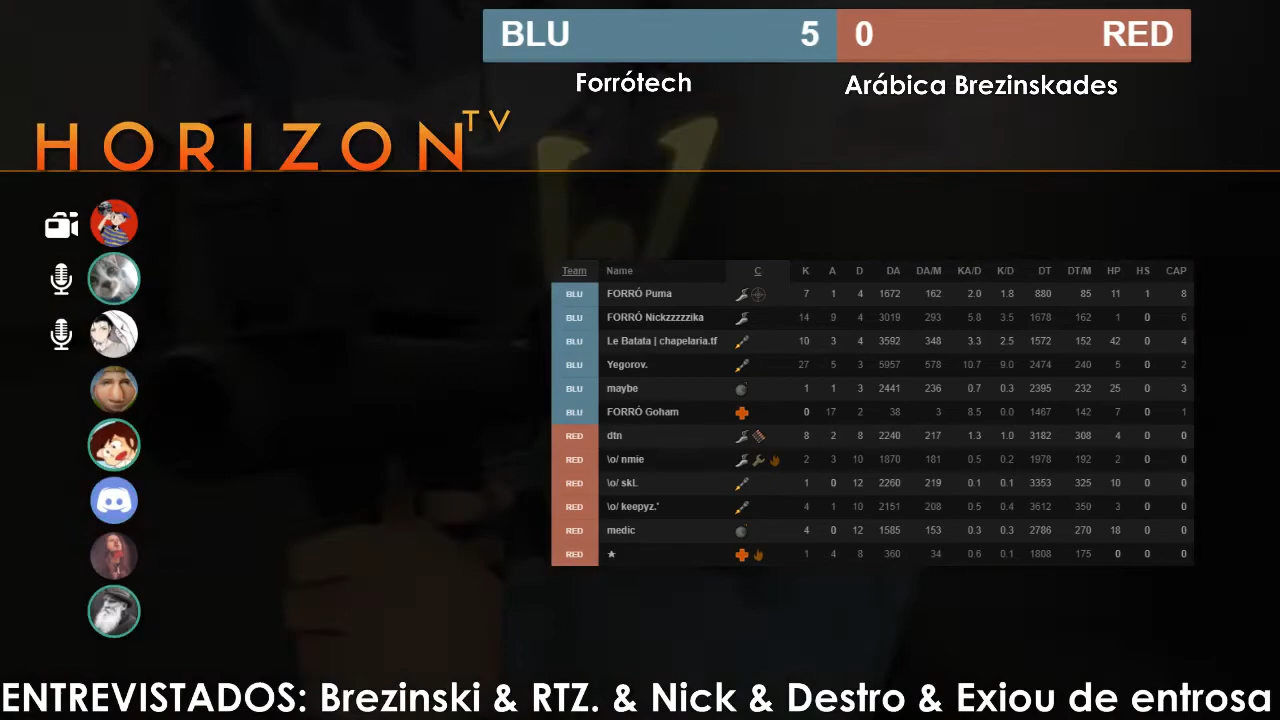 BLU 5 0 RED
Forrótech Arábica Brezinskades
HORIZON TV
Team Name C K A D DA DA/M KA/D K/D DT DT/M HP HS CAP
BLU FORRÓ Puma 7 1 4 1672 162 2.0 1.8 880 85 11 1 8
BLU FORRÓ Nickzzzzzika 14 9 4 3019 293 5.8 3.5 1678 162 1 0 6
BLU Le Batata | chapelaria.tf 10 3 4 3592 348 3.3 2.5 1572 152 42 0 4
BLU Yegorov. 27 5 3 5957 578 10.7 9.0 2474 240 5 0 2
BLU maybe 1 1 3 2441 236 0.7 0.3 2395 232 25 0 3
BLU FORRÓ Goham 0 17 2 38 3 8.5 0.0 1467 142 7 0 1
RED dtn 8 2 8 2240 217 1.3 1.0 3182 308 4 0 0
RED \o/ nmie 2 3 10 1870 181 0.5 0.2 1978 192 2 0 0
RED \o/ skL 1 0 12 2260 219 0.1 0.1 3353 325 10 0 0
RED \o/ keepyz.' 4 1 10 2151 208 0.5 0.4 3612 350 3 0 0
RED medic 4 0 12 1585 153 0.3 0.3 2786 270 18 0 0
RED ★ 1 4 8 360 34 0.6 0.1 1808 175 0 0 0
ENTREVISTADOS: Brezinski & RTZ. & Nick & Destro & Exiou de entrosa